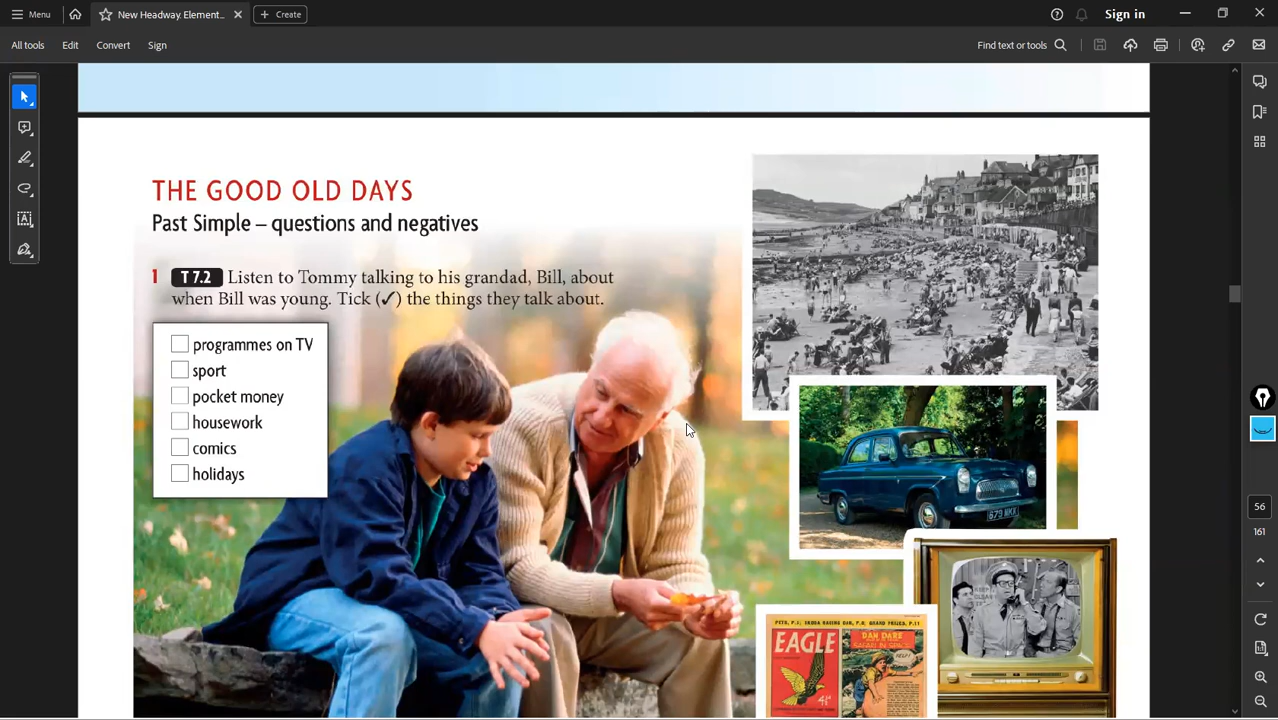 Menu
New Headway. Element...
Create
Sign in
All tools
Edit
Convert
Sign
Find text or tools
THE GOOD OLD DAYS
Past Simple – questions and negatives
1 T 7.2 Listen to Tommy talking to his grandad, Bill, about
when Bill was young. Tick (✓) the things they talk about.
programmes on TV
sport
pocket money
housework
comics
holidays
679 MKK
EAGLE
DAN DARE
HELP!
56
161